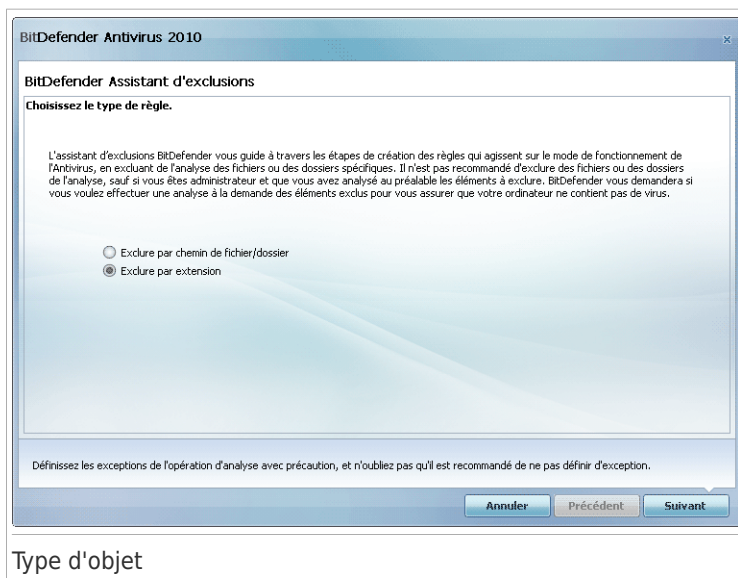 BitDefender Antivirus 2010
x
BitDefender Assistant d'exclusions
Choisissez le type de règle.
L'assistant d'exclusions BitDefender vous guide à travers les étapes de création des règles qui agissent sur le mode de fonctionnement de
l'Antivirus, en excluant de l'analyse des fichiers ou des dossiers spécifiques. Il n'est pas recommandé d'exclure des fichiers ou des dossiers
de l'analyse, sauf si vous êtes administrateur et que vous avez analysé au préalable les éléments à exclure. BitDefender vous demandera si
vous voulez effectuer une analyse à la demande des éléments exclus pour vous assurer que votre ordinateur ne contient pas de virus.
Exclure par chemin de fichier/dossier
Exclure par extension
Définissez les exceptions de l'opération d'analyse avec précaution, et n'oubliez pas qu'il est recommandé de ne pas définir d'exception.
Annuler Précédent Suivant
Type d'objet